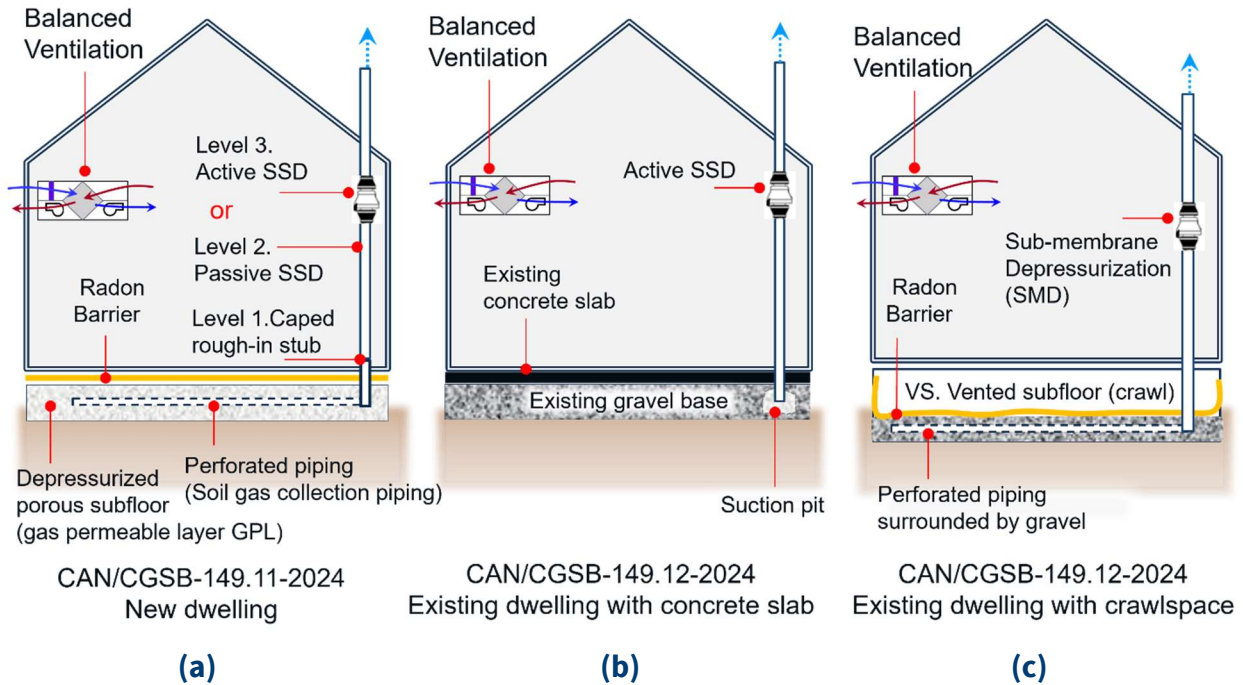 Balanced
Ventilation
Level 3.
Active SSD
or
Level 2.
Passive SSD
Radon
Barrier
Level 1.Caped
rough-in stub
Depressurized
porous subfloor
(gas permeable layer GPL)
Perforated piping
(Soil gas collection piping)
CAN/CGSB-149.11-2024
New dwelling
(a)
Balanced
Ventilation
Active SSD
Existing
concrete slab
Existing gravel base
Suction pit
CAN/CGSB-149.12-2024
Existing dwelling with concrete slab
(b)
Balanced
Ventilation
Sub-membrane
Depressurization
(SMD)
Radon
Barrier
VS. Vented subfloor (crawl)
Perforated piping
surrounded by gravel
CAN/CGSB-149.12-2024
Existing dwelling with crawlspace
(c)